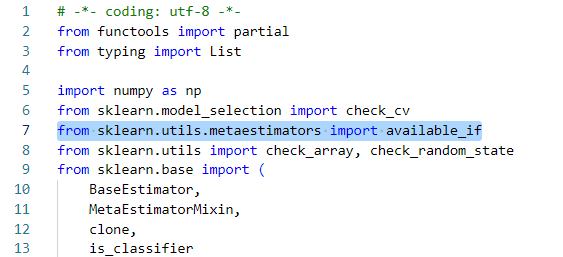 1 # -*- coding: utf-8 -*-
2 from functools import partial
3 from typing import List
4
5 import numpy as np
6 from sklearn.model_selection import check_cv
7 from sklearn.utils.metaestimators import available_if
8 from sklearn.utils import check_array, check_random_state
9 from sklearn.base import (
10     BaseEstimator,
11     MetaEstimatorMixin,
12     clone,
13     is_classifier